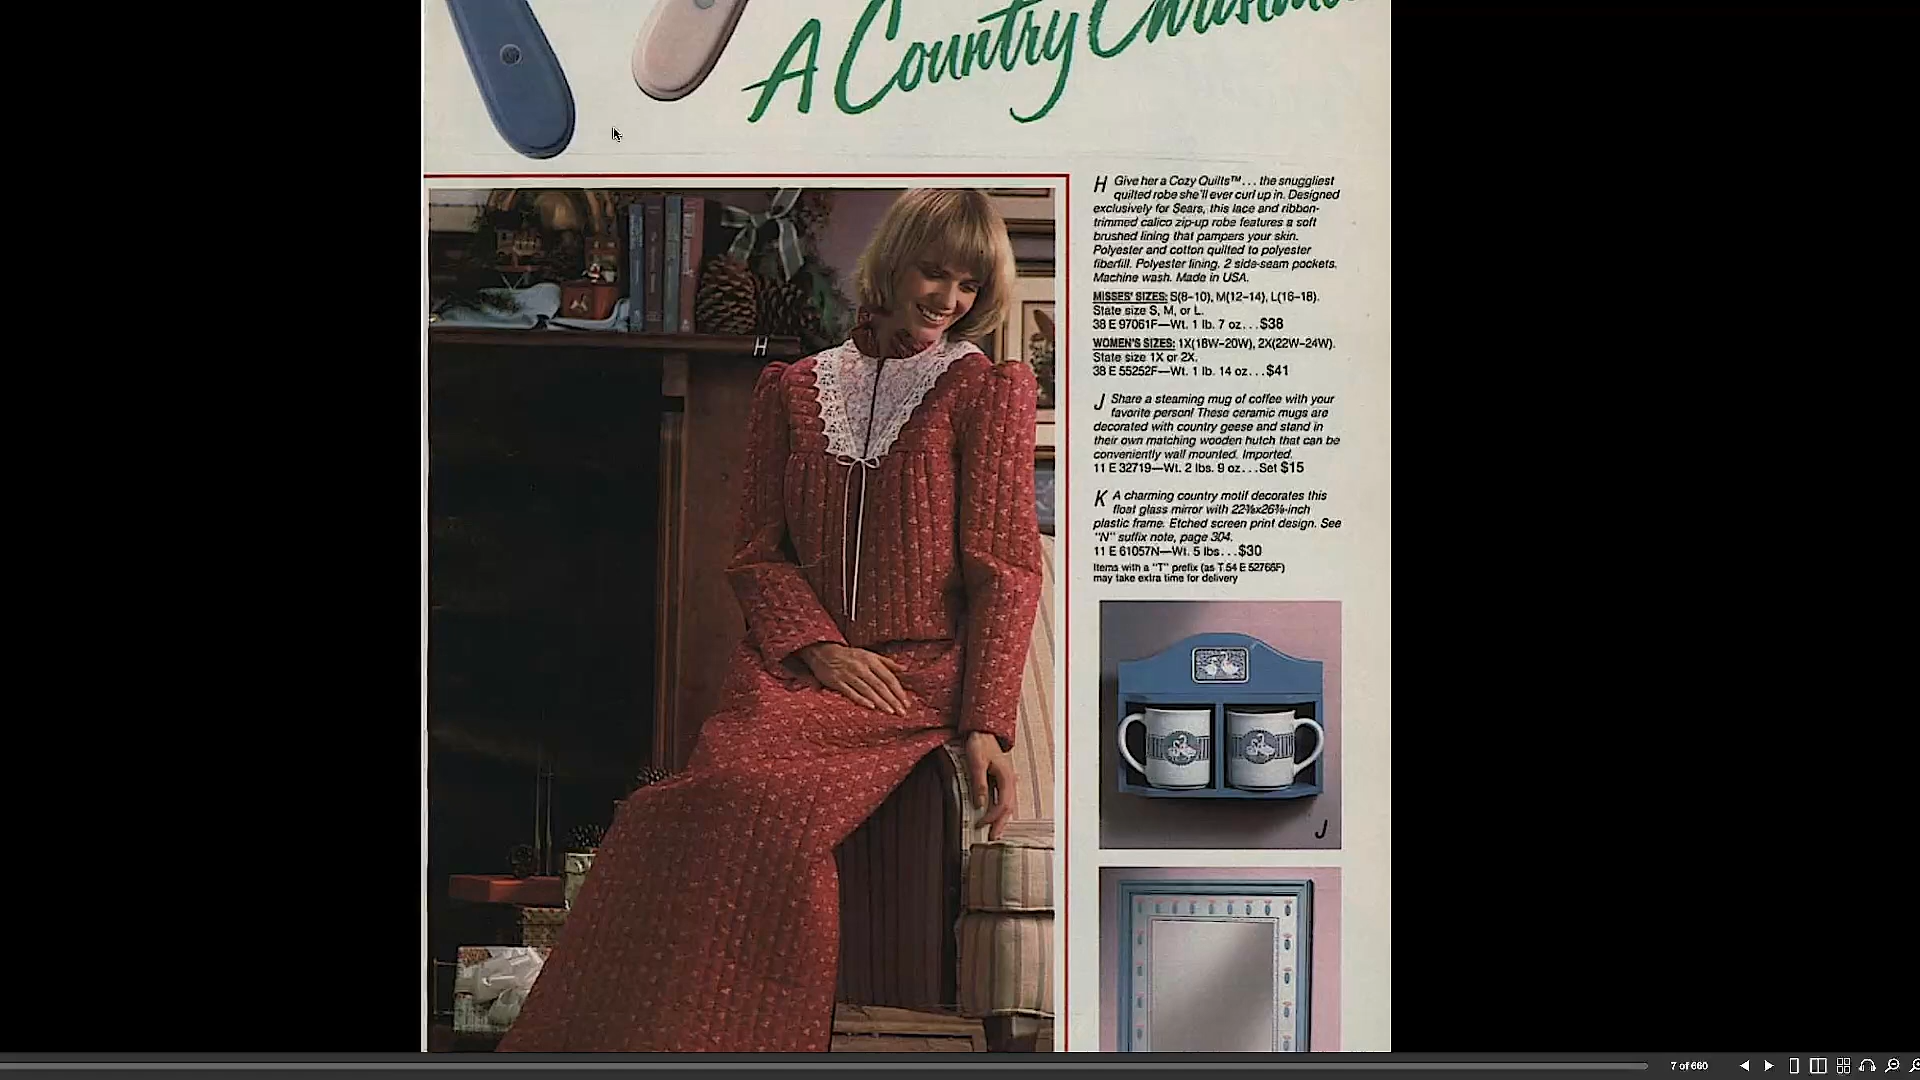 A Country Christmas
H Give her a Cozy Quilts™...the snuggliest
quilted robe she'll ever curl up in. Designed
exclusively for Sears, this lace and ribbon-
trimmed calico zip-up robe features a soft
brushed lining that pampers your skin.
Polyester and cotton quilted to polyester
fiberfill. Polyester lining. 2 side-seam pockets.
Machine wash. Made in USA.
MISSES' SIZES: S(8–10), M(12–14), L(16–18).
State size S, M, or L.
38 E 97061F—Wt. 1 lb. 7 oz...$38
WOMEN'S SIZES: 1X(18W–20W), 2X(22W–24W).
State size 1X or 2X.
38 E 55252F—Wt. 1 lb. 14 oz...$41
J Share a steaming mug of coffee with your
favorite person! These ceramic mugs are
decorated with country geese and stand in
their own matching wooden hutch that can be
conveniently wall mounted. Imported.
11 E 32719—Wt. 2 lbs. 9 oz...Set $15
K A charming country motif decorates this
float glass mirror with
plastic frame. Etched screen print design. See
"N" suffix note, page 304.
11 E 61057N—Wt. 5 lbs...$30
Items with a "T" prefix (as T 54 E 52766F)
may take extra time for delivery
H
J
7 of 660